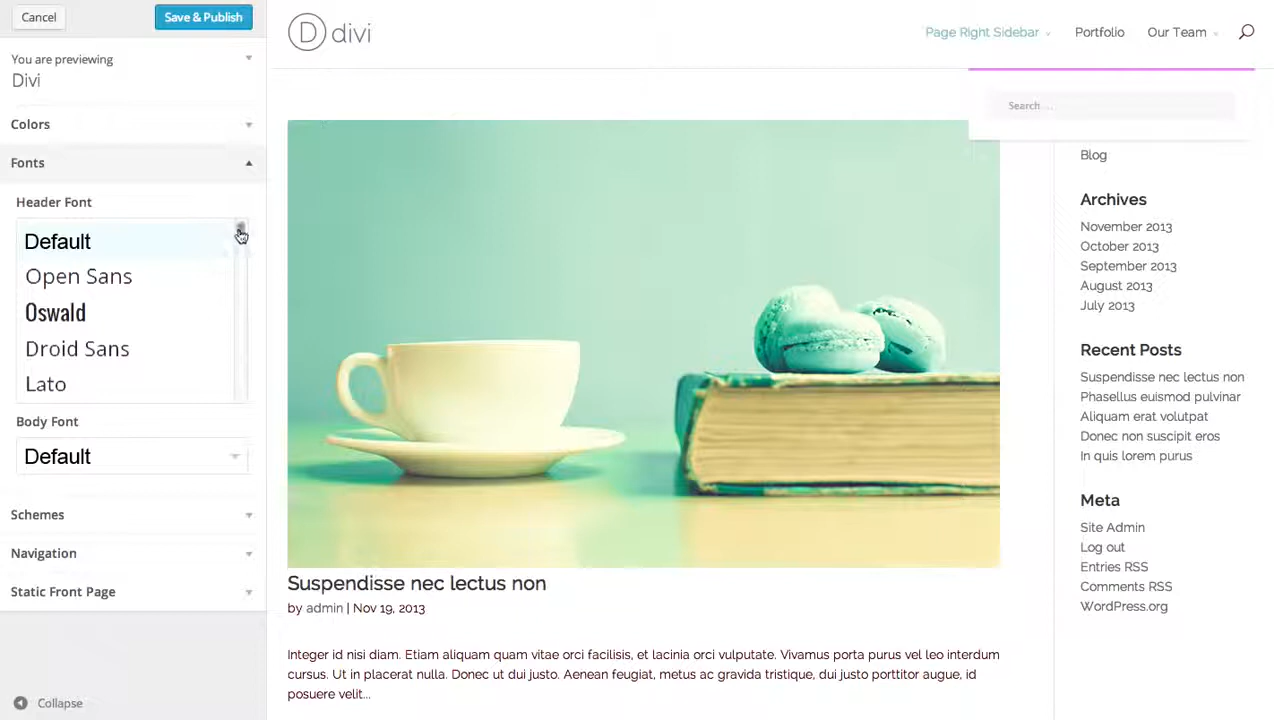 Cancel
Save & Publish
You are previewing
Divi
Colors
Fonts
Header Font
Default
Open Sans
Oswald
Droid Sans
Lato
Body Font
Default
Schemes
Navigation
Static Front Page
Collapse
D divi
Page Right Sidebar
Portfolio
Our Team
Search ...
Suspendisse nec lectus non
by admin | Nov 19, 2013
Integer id nisi diam. Etiam aliquam quam vitae orci facilisis, et lacinia orci vulputate. Vivamus porta purus vel leo interdum
cursus. Ut in placerat nulla. Donec ut dui justo. Aenean feugiat, metus ac gravida tristique, dui justo porttitor augue, id
posuere velit...
Blog
Archives
November 2013
October 2013
September 2013
August 2013
July 2013
Recent Posts
Suspendisse nec lectus non
Phasellus euismod pulvinar
Aliquam erat volutpat
Donec non suscipit eros
In quis lorem purus
Meta
Site Admin
Log out
Entries RSS
Comments RSS
WordPress.org